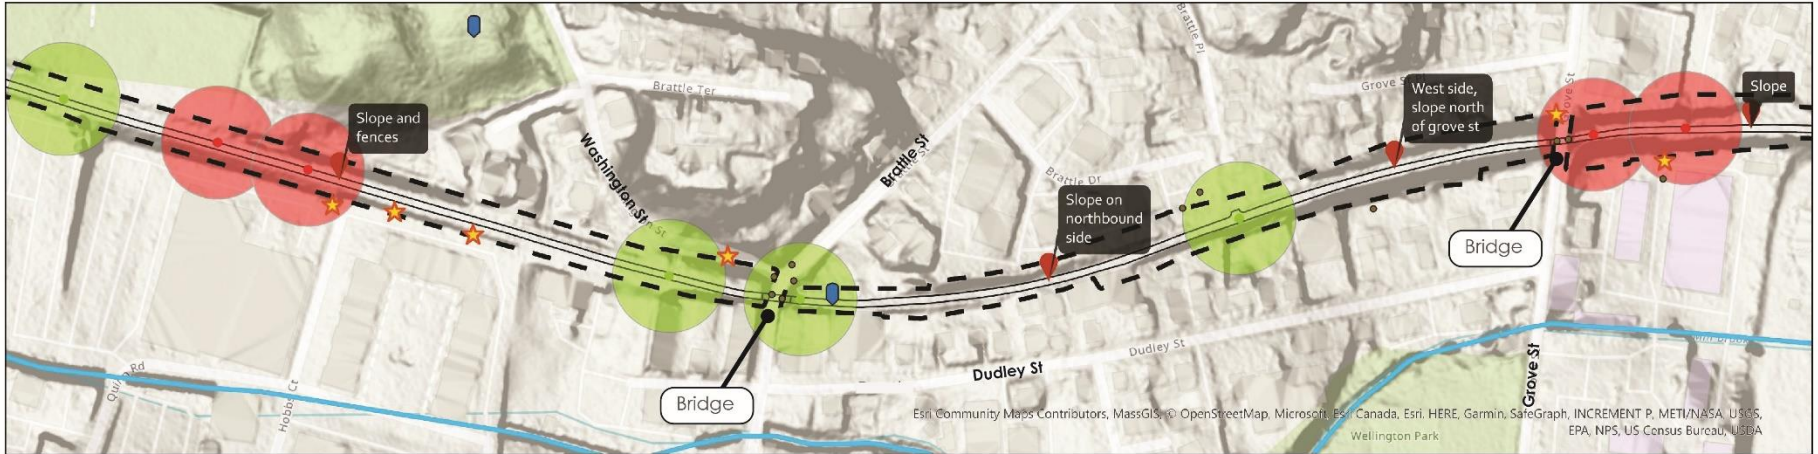 Brattle Pl
Brattle Ter
Slope and
fences
Washington St
Brattle St
Brattle Dr
Slope on
northbound
side
West side,
slope north
of grove st
Grove St
Slope
Bridge
Bridge
Quinn Rd
Hobbs Ct
Dudley St
Dudley St
Grove St
Esri Community Maps Contributors, MassGIS, © OpenStreetMap, Microsoft, Esri Canada, Esri, HERE, Garmin, SafeGraph, INCREMENT P, METI/NASA, USGS,
EPA, NPS, US Census Bureau, USDA
Wellington Park